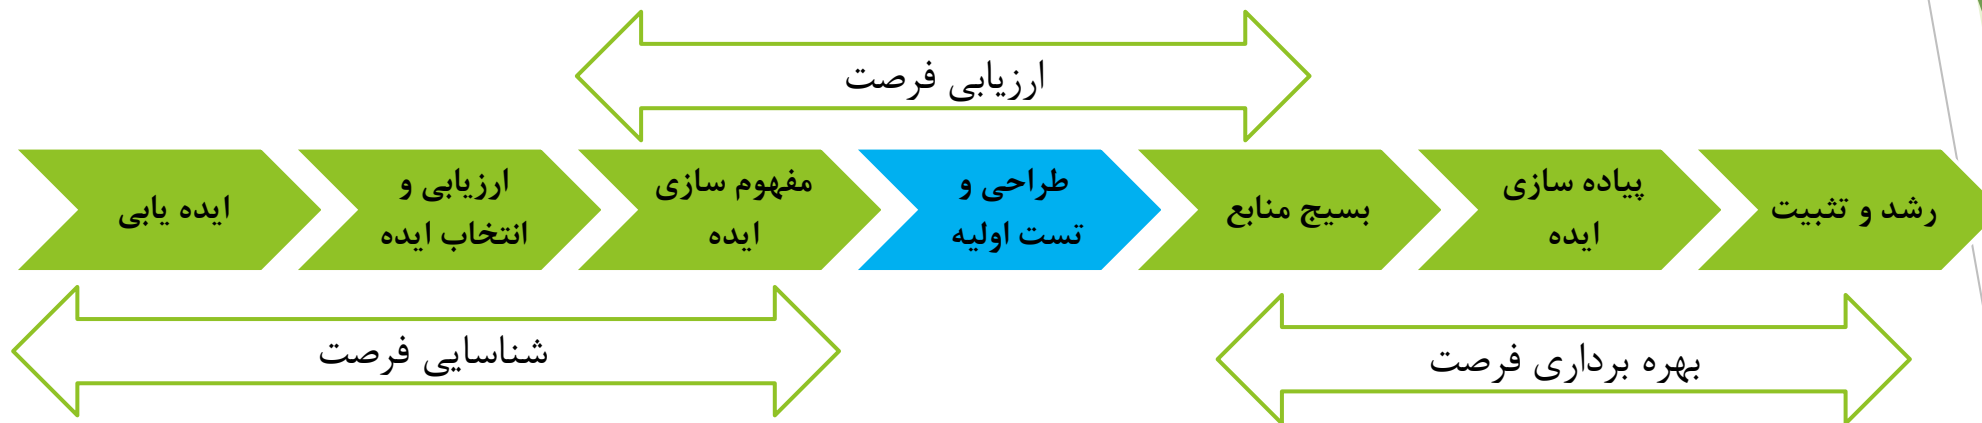 ارزیابی فرصت
ایده یابی
ارزیابی و
انتخاب ایده
مفهوم سازی
ایده
طراحی و
تست اولیه
بسیج منابع
پیاده سازی
ایده
رشد و تثبیت
شناسایی فرصت
بهره برداری فرصت